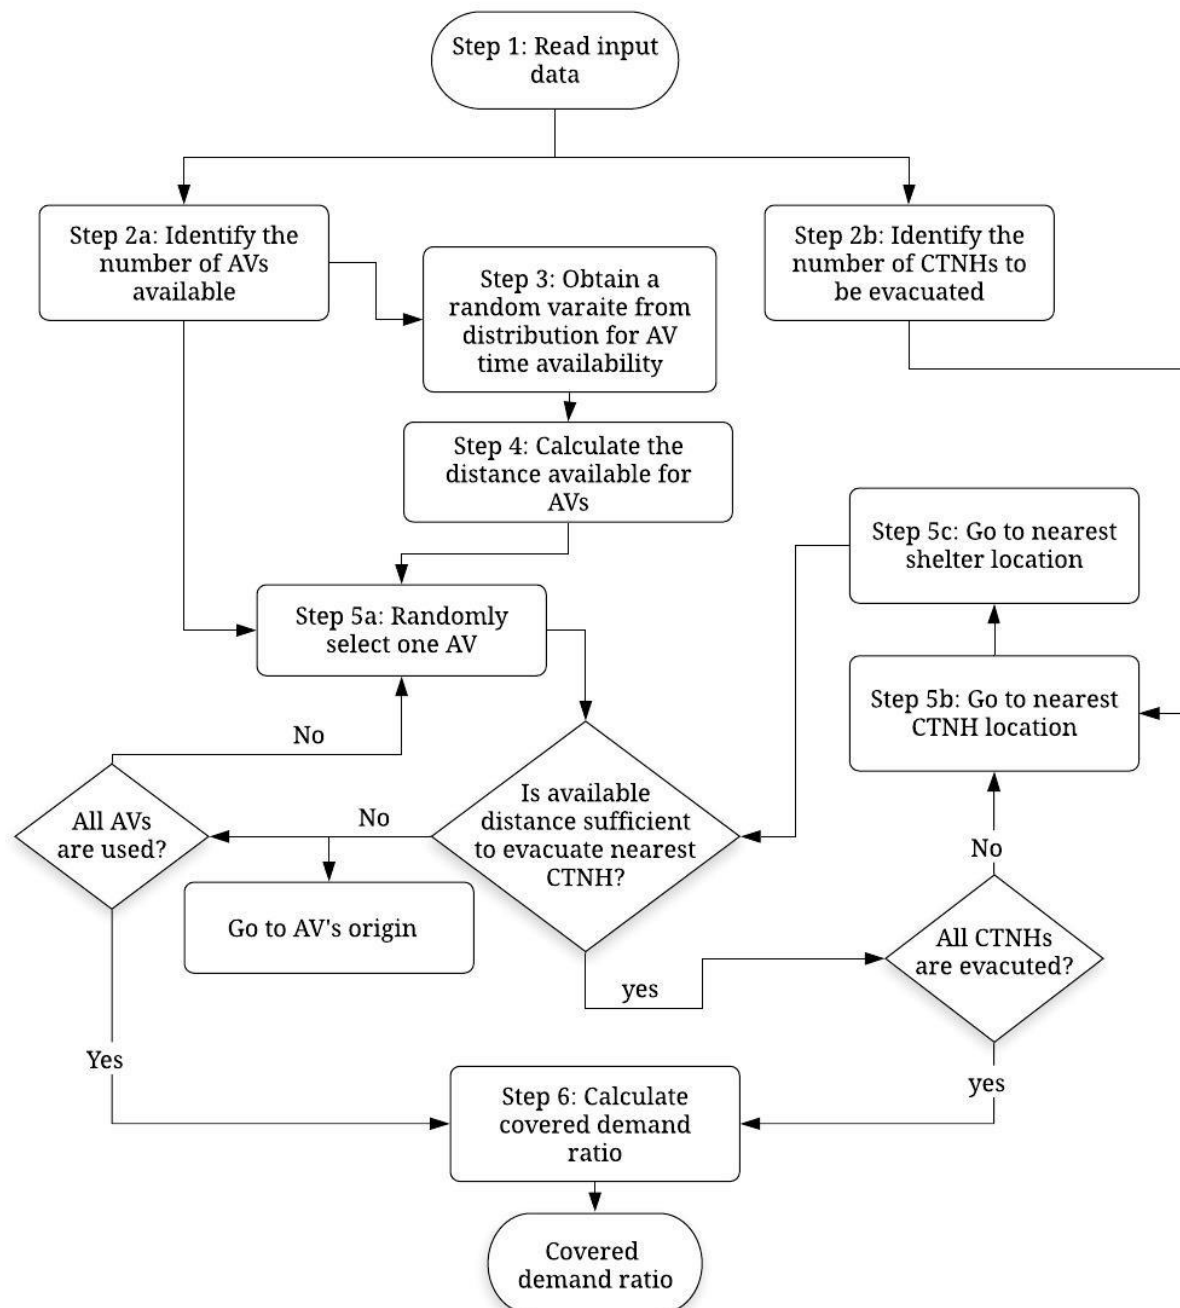 Step 1: Read input
data
Step 2a: Identify the
number of AVs
available
Step 2b: Identify the
number of CTNHs to
be evacuated
Step 3: Obtain a
random varaite from
distribution for AV
time availability
Step 4: Calculate the
distance available for
AVs
Step 5c: Go to nearest
shelter location
Step 5a: Randomly
select one AV
Step 5b: Go to nearest
CTNH location
No
Is available
distance sufficient
to evacuate nearest
CTNH?
All AVs
are used?
No
No
Go to AV's origin
All CTNHs
are evacuted?
yes
Yes
yes
Step 6: Calculate
covered demand
ratio
Covered
demand ratio